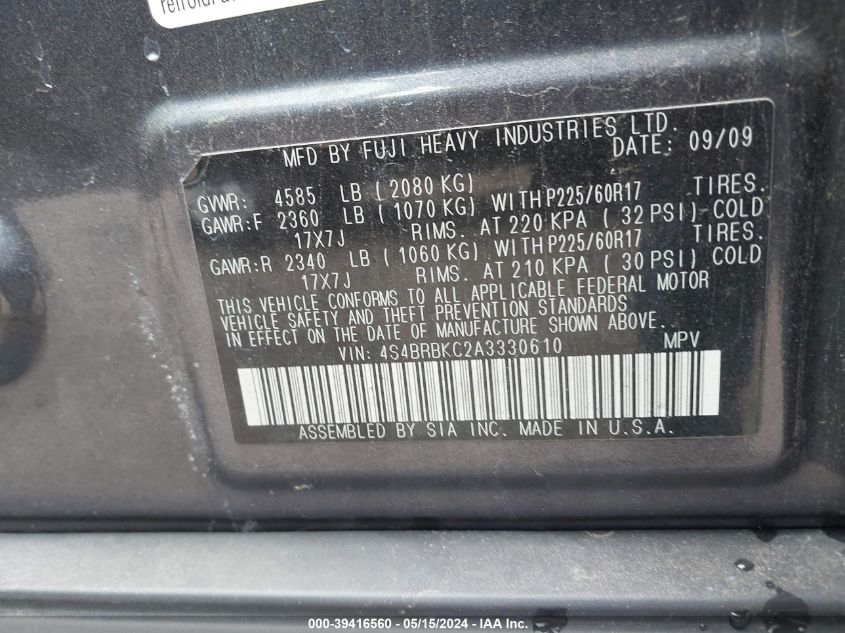 MFD BY FUJI HEAVY INDUSTRIES LTD.
DATE: 09/09
GVWR: 4585 LB ( 2080 KG)
GAWR:F 2360 LB ( 1070 KG) WITH P225/60R17 TIRES.
17X7J RIMS. AT 220 KPA ( 32 PSI) COLD
GAWR:R 2340 LB ( 1060 KG) WITH P225/60R17 TIRES.
17X7J RIMS. AT 210 KPA ( 30 PSI) COLD
THIS VEHICLE CONFORMS TO ALL APPLICABLE FEDERAL MOTOR
VEHICLE SAFETY AND THEFT PREVENTION STANDARDS
IN EFFECT ON THE DATE OF MANUFACTURE SHOWN ABOVE.
VIN: 4S4BRBKC2A3330610 MPV
ASSEMBLED BY SIA INC. MADE IN U.S.A.
000-39416560 - 05/15/2024 - IAA Inc.